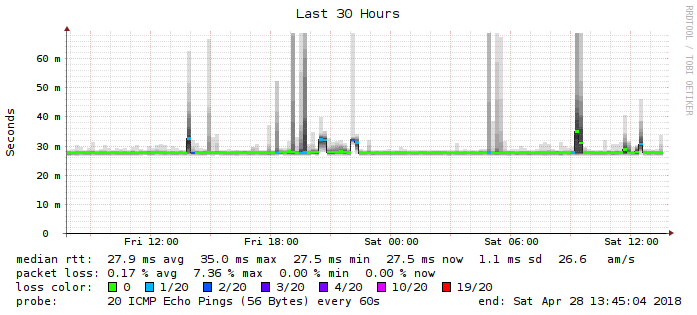 Last 30 Hours
RRDTOOL / TOBI OETIKER
Seconds
60 m
50 m
40 m
30 m
20 m
10 m
0
Fri 12:00 Fri 18:00 Sat 00:00 Sat 06:00 Sat 12:00
median rtt: 27.9 ms avg 35.0 ms max 27.5 ms min 27.5 ms now 1.1 ms sd 26.6 am/s
packet loss: 0.17 % avg 7.36 % max 0.00 % min 0.00 % now
loss color: 0 1/20 2/20 3/20 4/20 10/20 19/20
probe: 20 ICMP Echo Pings (56 Bytes) every 60s end: Sat Apr 28 13:45:04 2018